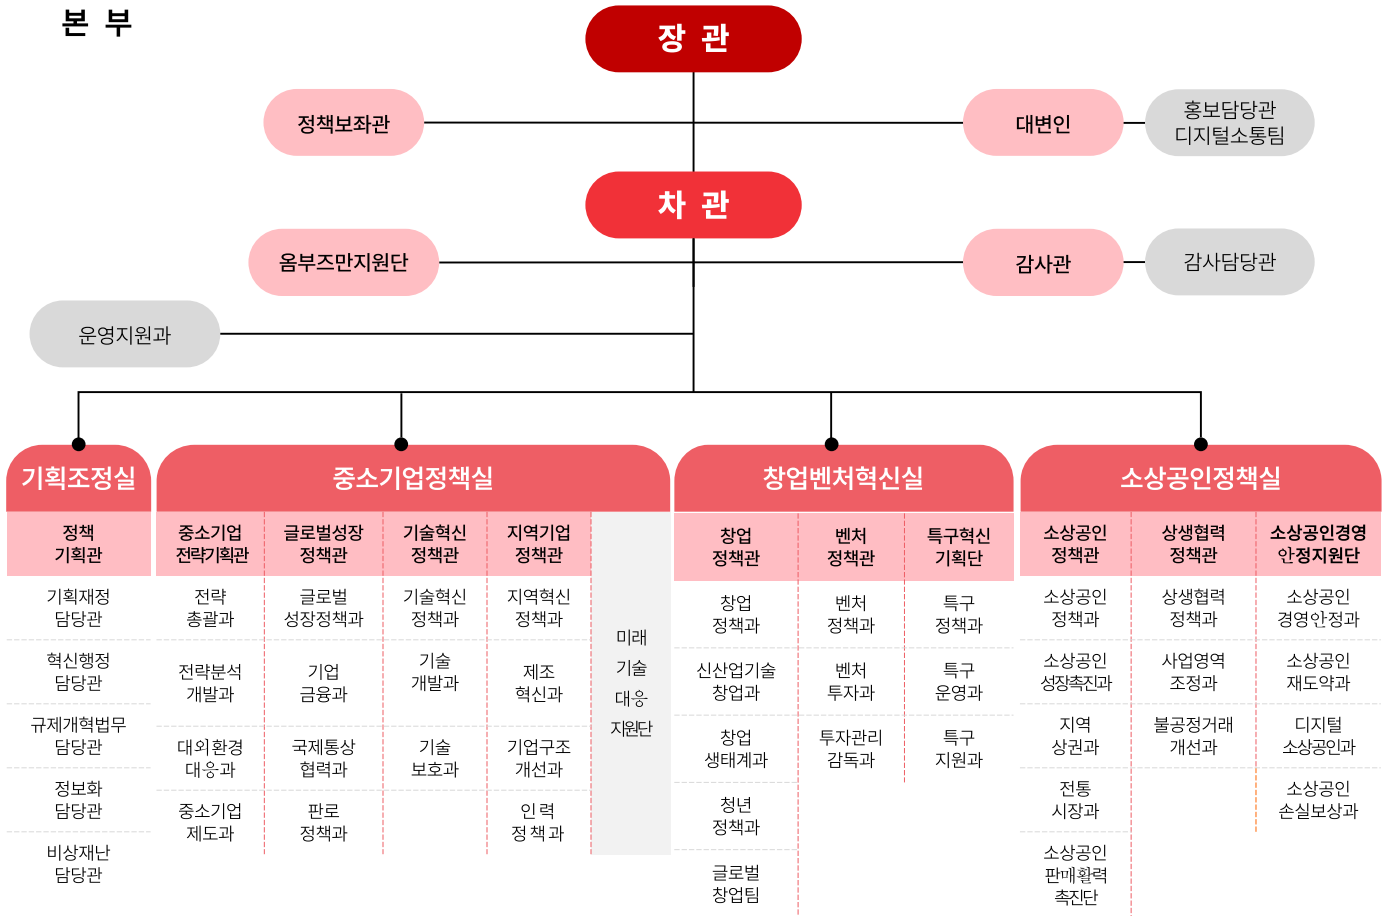 본 부
장 관
정책보좌관
대변인
홍보담당관
디지털소통팀
차 관
옴부즈만지원단
감사관
감사담당관
운영지원과
기획조정실
정책
기획관
기획재정
담당관
혁신행정
담당관
규제개혁법무
담당관
정보화
담당관
비상재난
담당관
중소기업정책실
중소기업
전략기획관
전략
총괄과
전략분석
개발과
대외환경
대응과
중소기업
제도과
글로벌성장
정책관
글로벌
성장정책과
기업
금융과
국제통상
협력과
판로
정책과
기술혁신
정책관
기술혁신
정책과
기술
개발과
기술
보호과
지역기업
정책관
지역혁신
정책과
제조
혁신과
기업구조
개선과
인력
정책과
미래
기술
대응
지원단
창업벤처혁신실
창업
정책관
창업
정책과
신산업기술
창업과
창업
생태계과
청년
정책과
글로벌
창업팀
벤처
정책관
벤처
정책과
벤처
투자과
투자관리
감독과
특구혁신
기획단
특구
정책과
특구
운영과
특구
지원과
소상공인정책실
소상공인
정책관
소상공인
정책과
소상공인
성장촉진과
지역
상권과
전통
시장과
소상공인
판매활력
촉진단
상생협력
정책관
상생협력
정책과
사업영역
조정과
불공정거래
개선과
소상공인경영
안정지원단
소상공인
경영안정과
소상공인
재도약과
디지털
소상공인과
소상공인
손실보상과